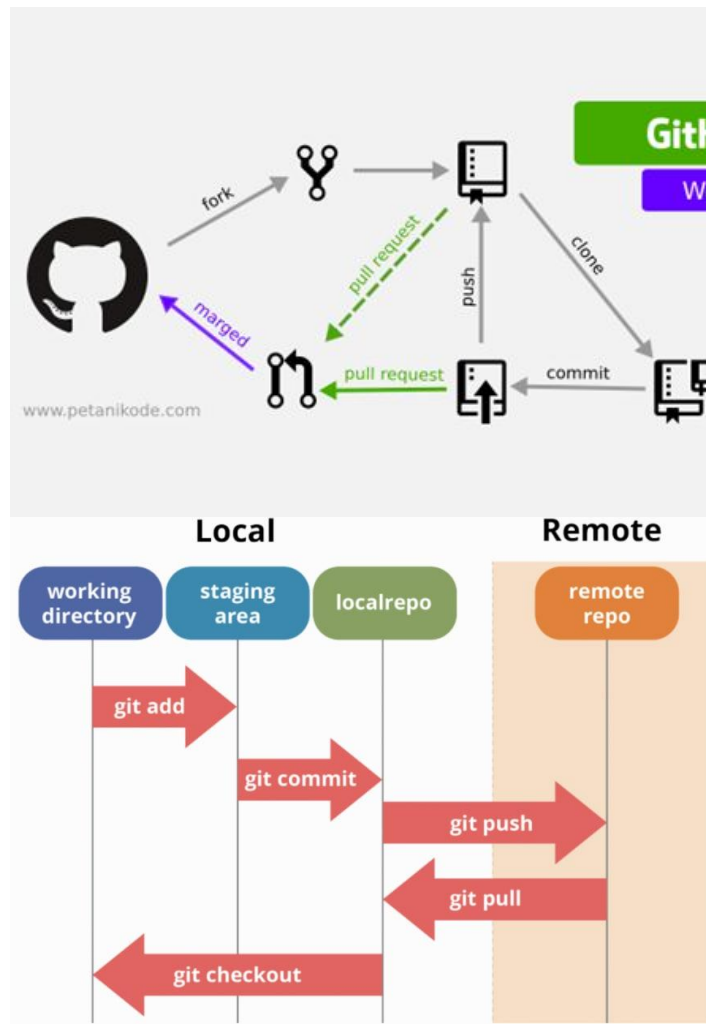 Gith
W
fork
clone
pull request
push
marged
pull request
commit
www.petanikode.com
Local
Remote
working
directory
staging
area
localrepo
remote
repo
git add
git commit
git push
git pull
git checkout